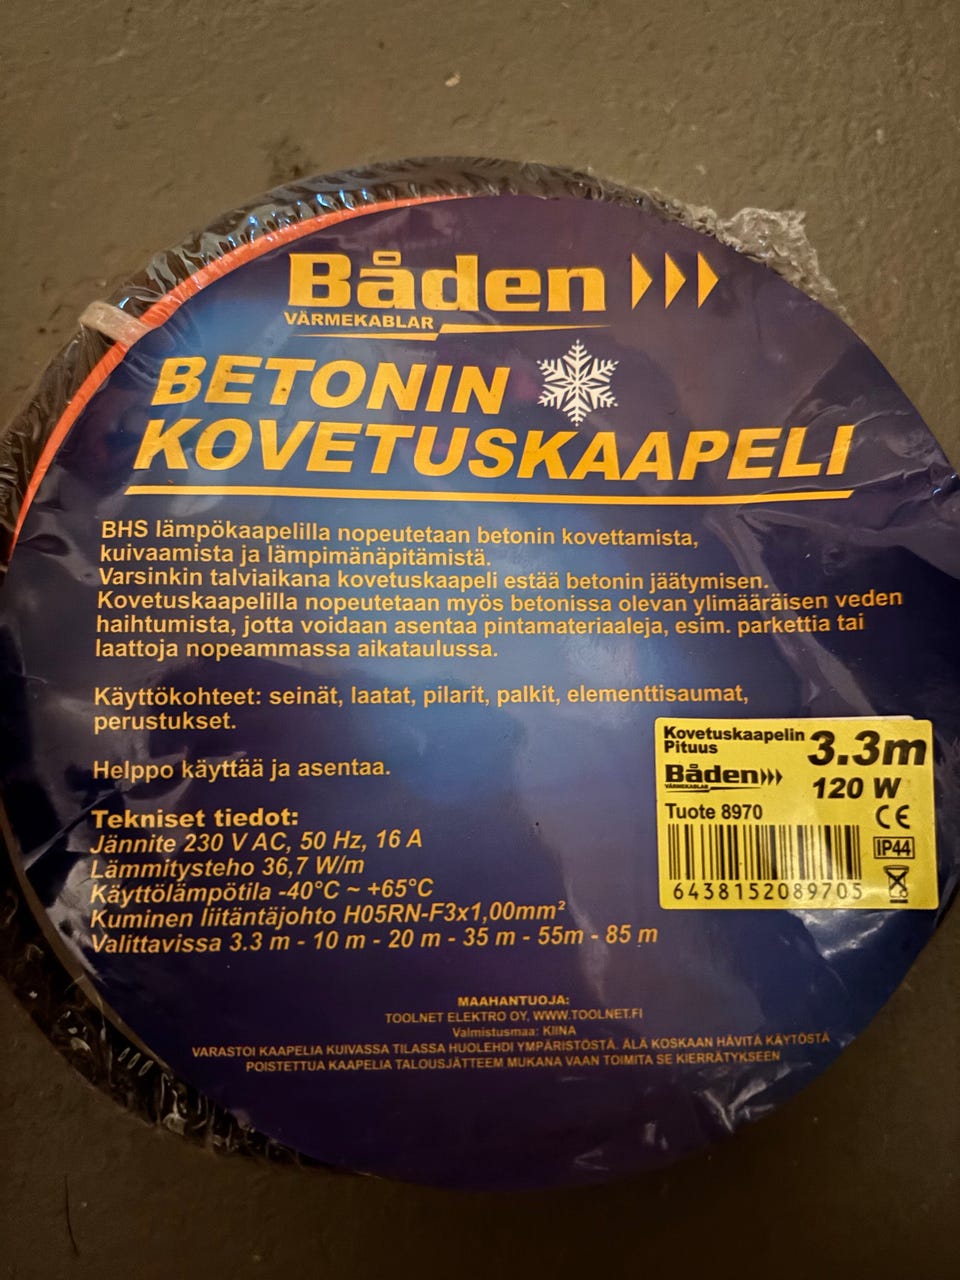 Båden
VÄRMEKABLAR
BETONIN
KOVETUSKAAPELI
BHS lämpökaapelilla nopeutetaan betonin kovettamista,
kuivaamista ja lämpimänäpitämistä.
Varsinkin talviaikana kovetuskaapeli estää betonin jäätymisen.
Kovetuskaapelilla nopeutetaan myös betonissa olevan ylimääräisen veden
haihtumista, jotta voidaan asentaa pintamateriaaleja, esim. parkettia tai
laattoja nopeammassa aikataulussa.
Käyttökohteet: seinät, laatat, pilarit, palkit, elementtisaumat,
perustukset.
Helppo käyttää ja asentaa.
Tekniset tiedot:
Jännite 230 V AC, 50 Hz, 16 A
Lämmitysteho 36,7 W/m
Käyttölämpötila -40°C ~ +65°C
Kuminen liitäntäjohto H05RN-F3x1,00mm²
Valittavissa 3.3 m - 10 m - 20 m - 35 m - 55m - 85 m
Kovetuskaapelin
Pituus
3.3m
Båden
VÄRMEKABLAR
120 W
Tuote 8970
CE
IP44
6438152089705
MAAHANTUOJA:
TOOLNET ELEKTRO OY, WWW.TOOLNET.FI
Valmistusmaa: KIINA
VARASTOI KAAPELIA KUIVASSA TILASSA HUOLEHDI YMPÄRISTÖSTÄ. ÄLÄ KOSKAAN HÄVITÄ KÄYTÖSTÄ
POISTETTUA KAAPELIA TALOUSJÄTTEEM MUKANA VAAN TOIMITA SE KIERRÄTYKSEEN